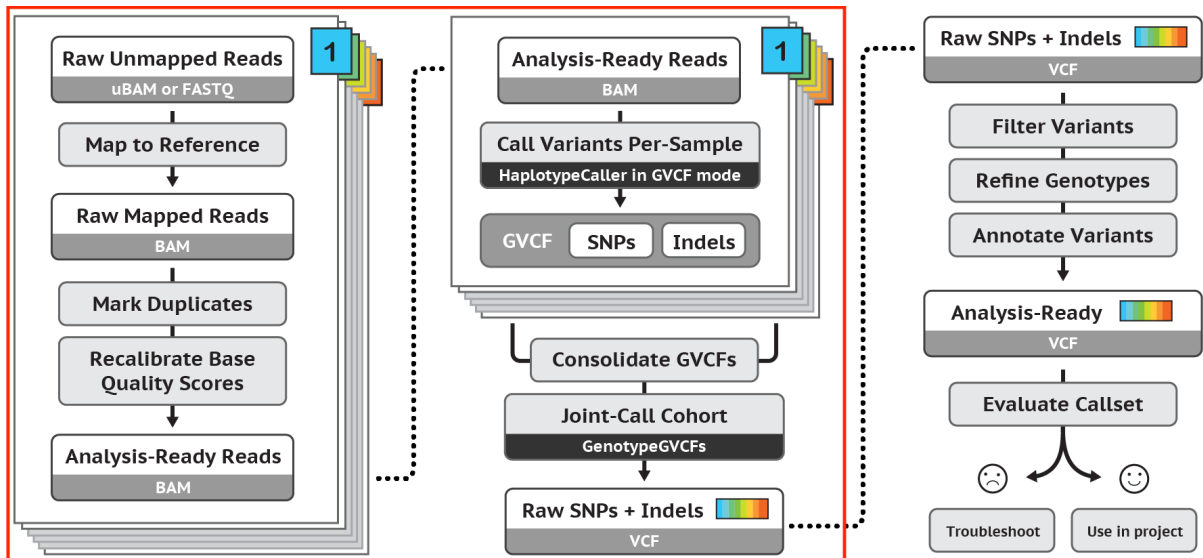 1
Raw Unmapped Reads
uBAM or FASTQ
Map to Reference
Raw Mapped Reads
BAM
Mark Duplicates
Recalibrate Base
Quality Scores
Analysis-Ready Reads
BAM
1
Analysis-Ready Reads
BAM
Call Variants Per-Sample
HaplotypeCaller in GVCF mode
GVCF SNPs Indels
Consolidate GVCFs
Joint-Call Cohort
GenotypeGVCFs
Raw SNPs + Indels
VCF
Raw SNPs + Indels
VCF
Filter Variants
Refine Genotypes
Annotate Variants
Analysis-Ready
VCF
Evaluate Callset
Troubleshoot Use in project